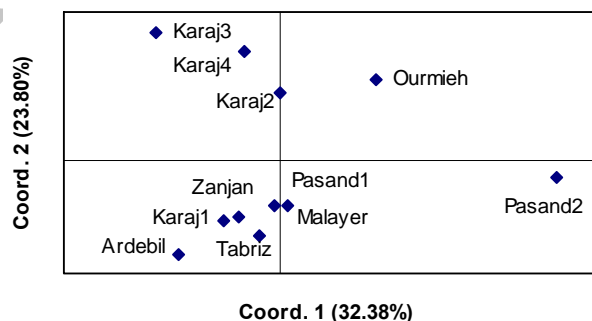 Coord. 2 (23.80%)
Karaj3
Karaj4
Karaj2
Ourmieh
Zanjan
Pasand1
Karaj1
Malayer
Pasand2
Ardebil
Tabriz
Coord. 1 (32.38%)